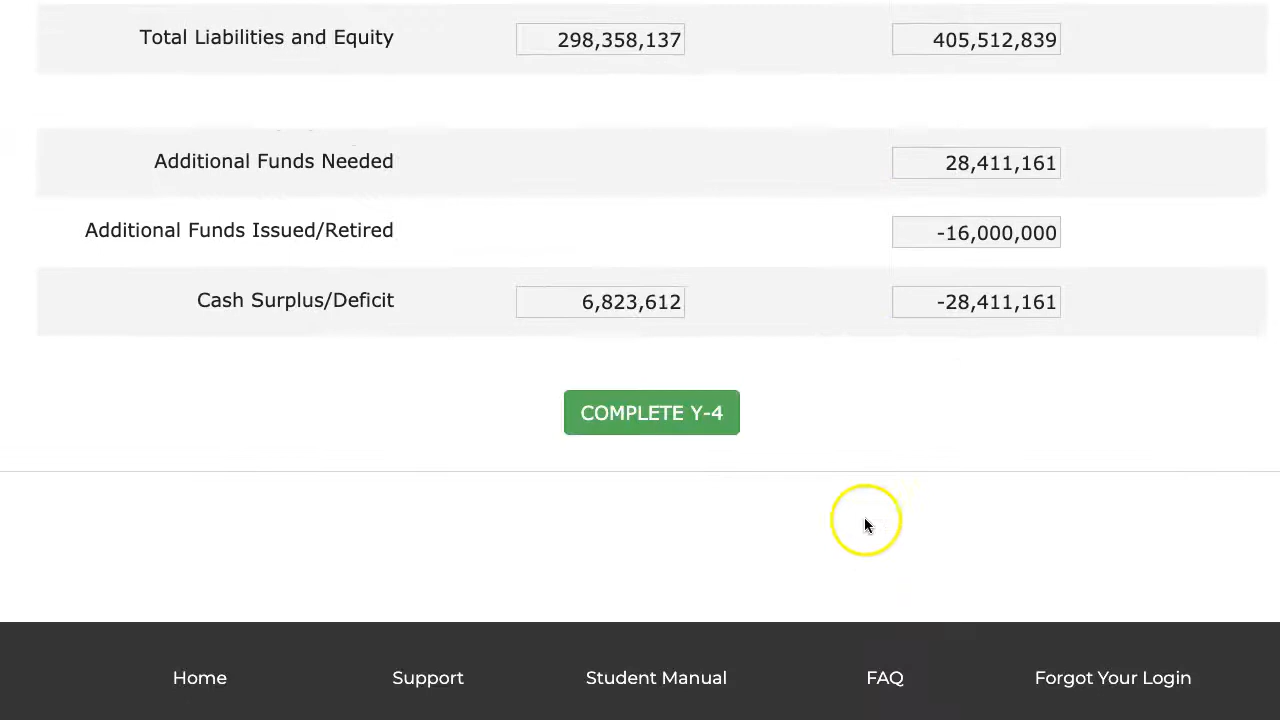 Total Liabilities and Equity 298,358,137 405,512,839
Additional Funds Needed 28,411,161
Additional Funds Issued/Retired -16,000,000
Cash Surplus/Deficit 6,823,612 -28,411,161
COMPLETE Y-4
Home Support Student Manual FAQ Forgot Your Login